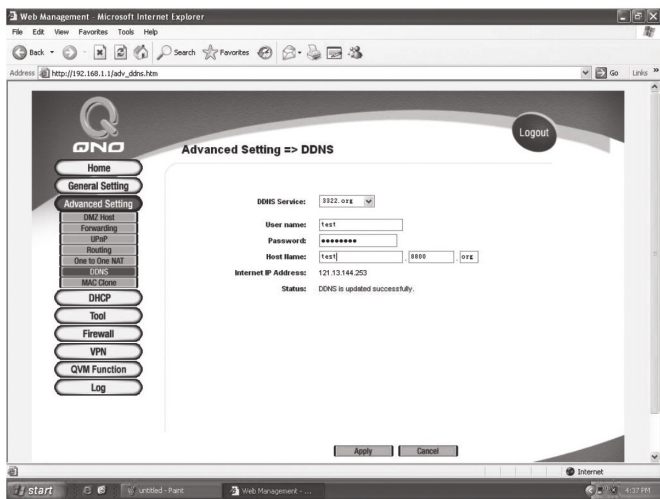 Web Management - Microsoft Internet Explorer
File Edit View Favorites Tools Help
Back Search Favorites
Address http://192.168.1.1/adv_ddns.htm Go Links »
QNO
Logout
Advanced Setting => DDNS
Home
General Setting
Advanced Setting
DMZ Host
Forwarding
UPnP
Routing
One to One NAT
DDNS
MAC Clone
DHCP
Tool
Firewall
VPN
QVM Function
Log
DDNS Service: 3322.org
User name: test
Password: ••••••••
Host Name: test . 8800 . org
Internet IP Address: 121.13.144.253
Status: DDNS is updated successfully.
Apply Cancel
Internet
start untitled - Paint Web Management - ... 4:37 PM